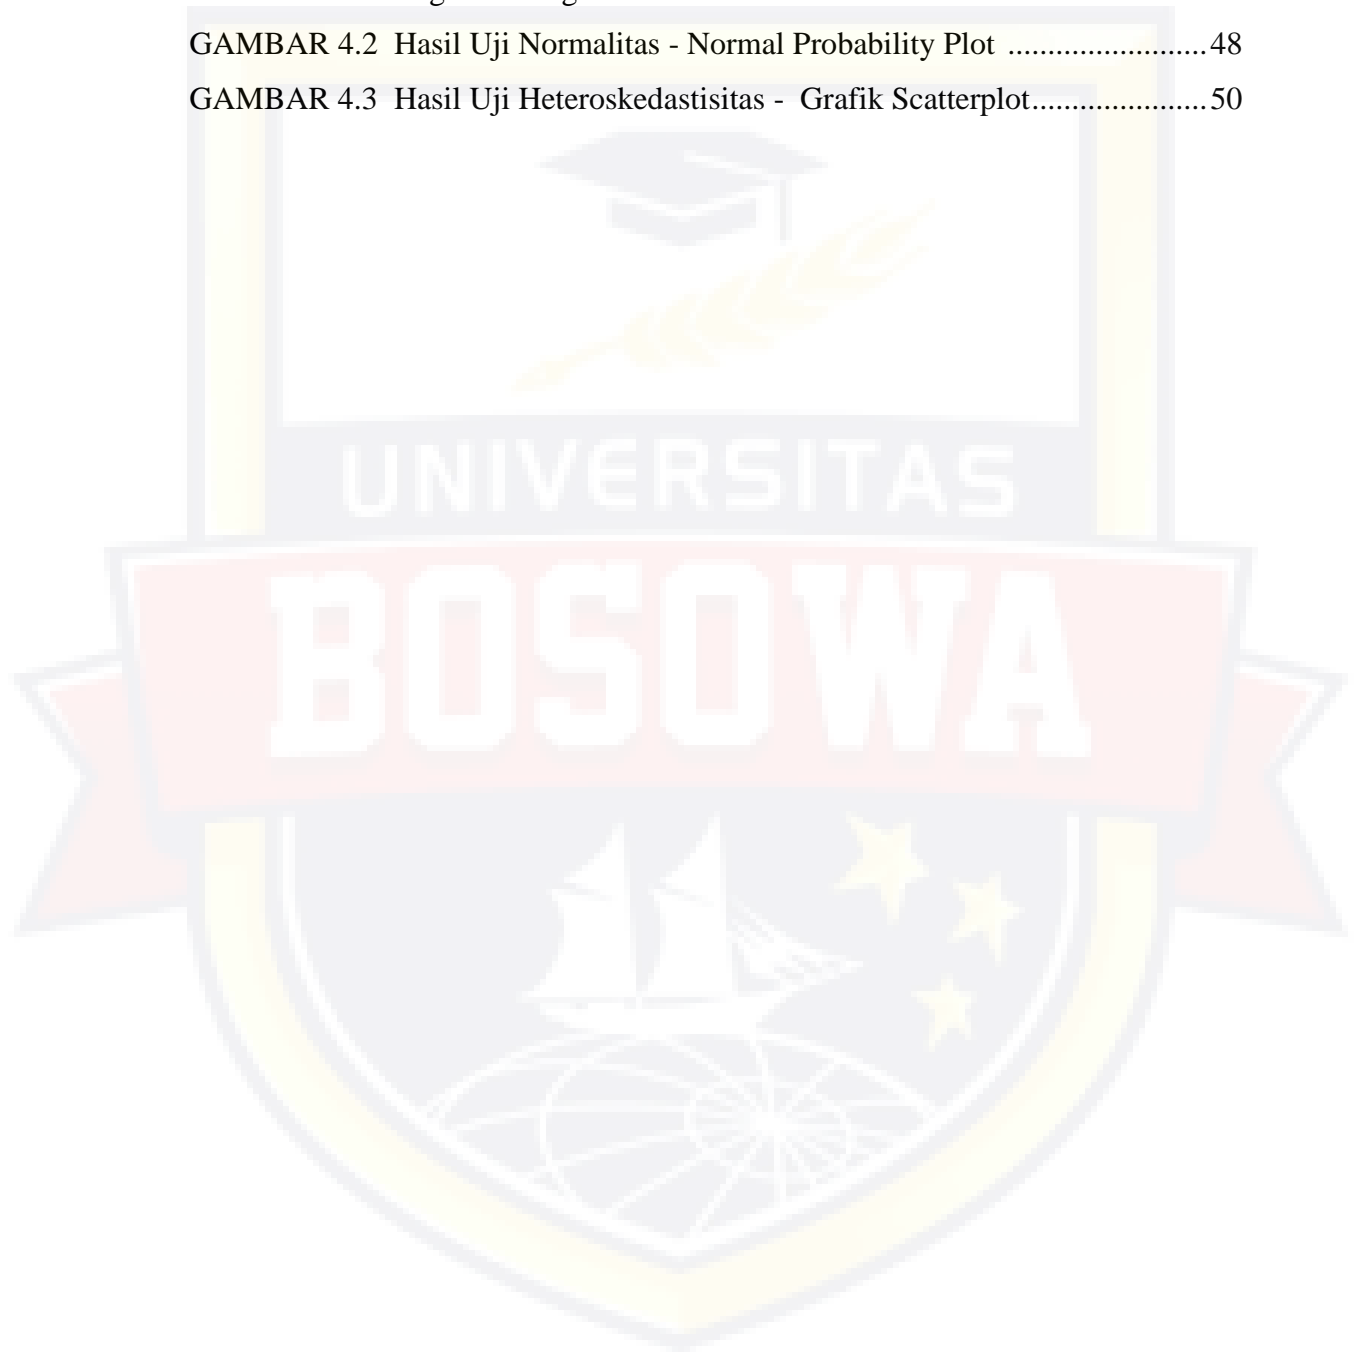 GAMBAR 4.2 Hasil Uji Normalitas - Normal Probability Plot ..........................48
GAMBAR 4.3 Hasil Uji Heteroskedastisitas - Grafik Scatterplot......................50
UNIVERSITAS
BOSOWA